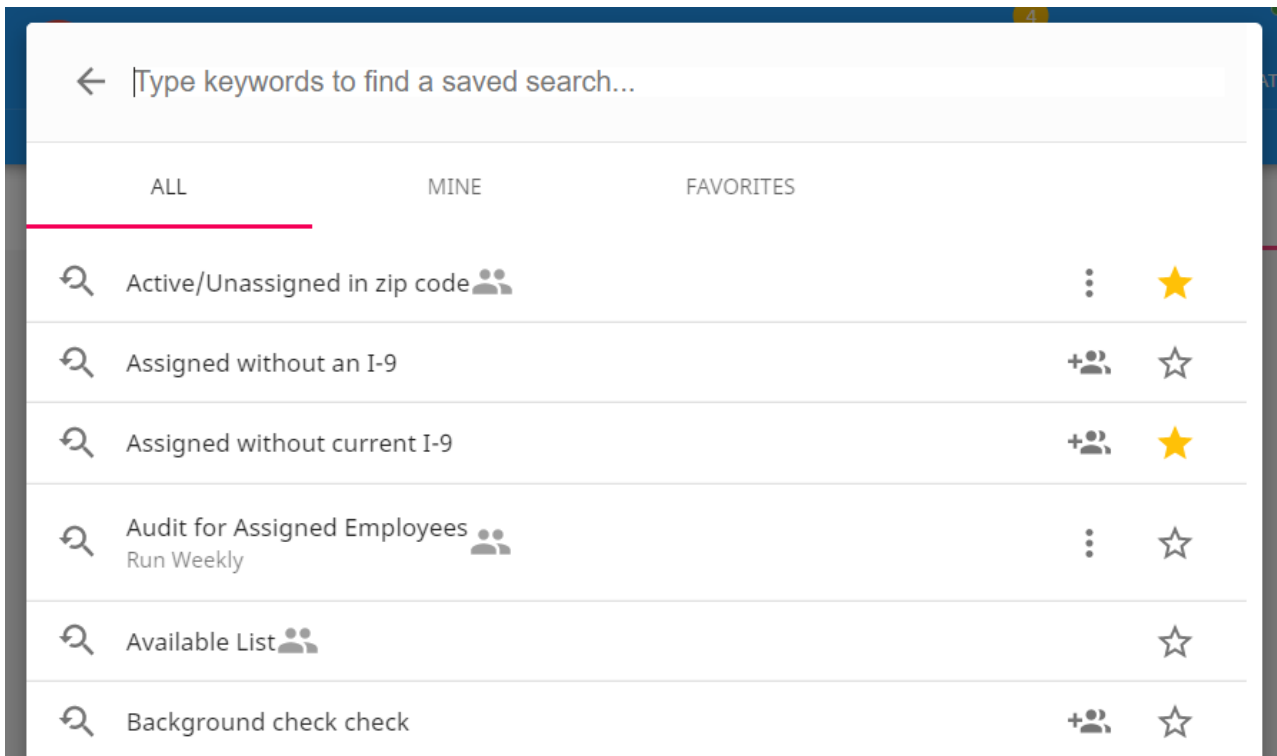 4
Type keywords to find a saved search...
ALL MINE FAVORITES
Active/Unassigned in zip code
Assigned without an I-9
Assigned without current I-9
Audit for Assigned Employees
Run Weekly
Available List
Background check check